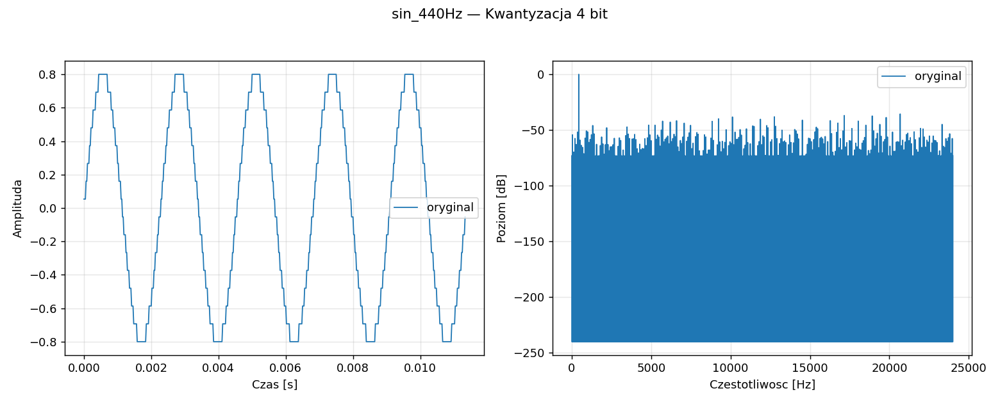 sin_440Hz — Kwantyzacja 4 bit
0.8
0.6
0.4
0.2
0.0
−0.2
−0.4
−0.6
−0.8
Amplituda
oryginal
0.000 0.002 0.004 0.006 0.008 0.010
Czas [s]
0
−50
−100
−150
−200
−250
Poziom [dB]
oryginal
0 5000 10000 15000 20000 25000
Czestotliwosc [Hz]